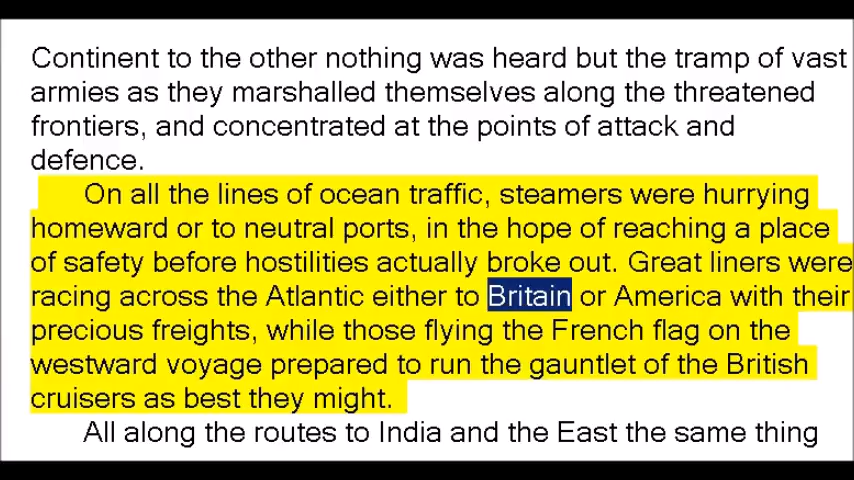 Continent to the other nothing was heard but the tramp of vast
armies as they marshalled themselves along the threatened
frontiers, and concentrated at the points of attack and
defence.
On all the lines of ocean traffic, steamers were hurrying
homeward or to neutral ports, in the hope of reaching a place
of safety before hostilities actually broke out. Great liners were
racing across the Atlantic either to Britain or America with their
precious freights, while those flying the French flag on the
westward voyage prepared to run the gauntlet of the British
cruisers as best they might.
All along the routes to India and the East the same thing